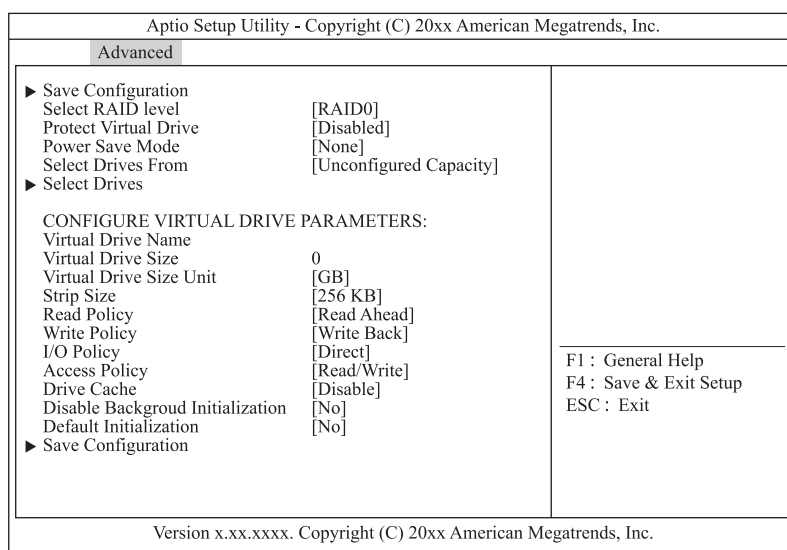 Aptio Setup Utility - Copyright (C) 20xx American Megatrends, Inc.
Advanced
▶ Save Configuration
Select RAID level [RAID0]
Protect Virtual Drive [Disabled]
Power Save Mode [None]
Select Drives From [Unconfigured Capacity]
▶ Select Drives
CONFIGURE VIRTUAL DRIVE PARAMETERS:
Virtual Drive Name
Virtual Drive Size 0
Virtual Drive Size Unit [GB]
Strip Size [256 KB]
Read Policy [Read Ahead]
Write Policy [Write Back]
I/O Policy [Direct]
Access Policy [Read/Write]
Drive Cache [Disable]
Disable Backgroud Initialization [No]
Default Initialization [No]
▶ Save Configuration
F1 : General Help
F4 : Save & Exit Setup
ESC : Exit
Version x.xx.xxxx. Copyright (C) 20xx American Megatrends, Inc.